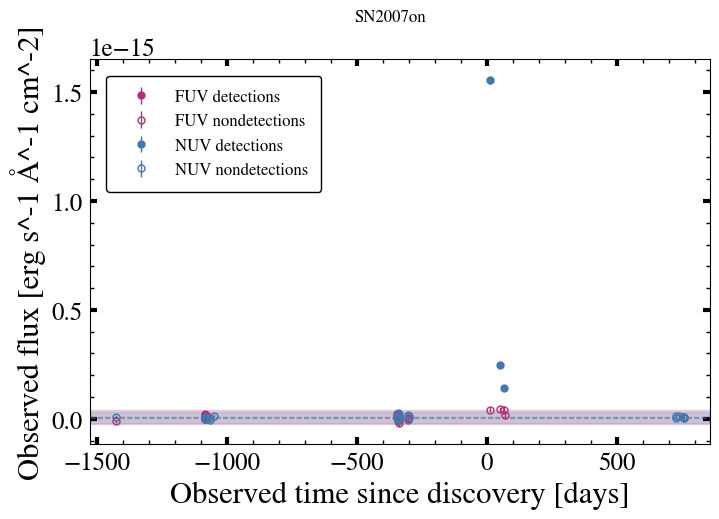 SN2007on
1e−15
FUV detections
FUV nondetections
NUV detections
NUV nondetections
1.5
1.0
0.5
0.0
Observed flux [erg s^-1 Å^-1 cm^-2]
−1500 −1000 −500 0 500
Observed time since discovery [days]